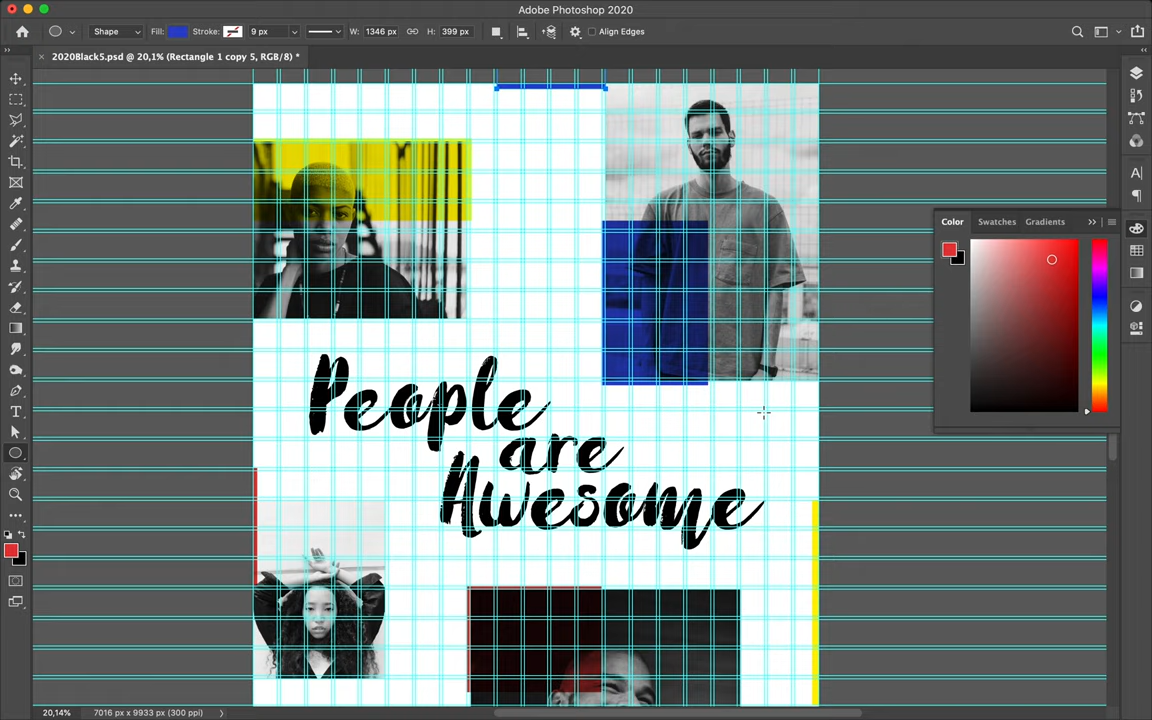 Adobe Photoshop 2020
Shape Fill: Stroke: 9 px W: 1346 px H: 399 px Align Edges
2020Black5.psd @ 20,1% (Rectangle 1 copy 5, RGB/8) *
Color Swatches Gradients
People
are
Awesome
20,14% 7016 px x 9933 px (300 ppi)